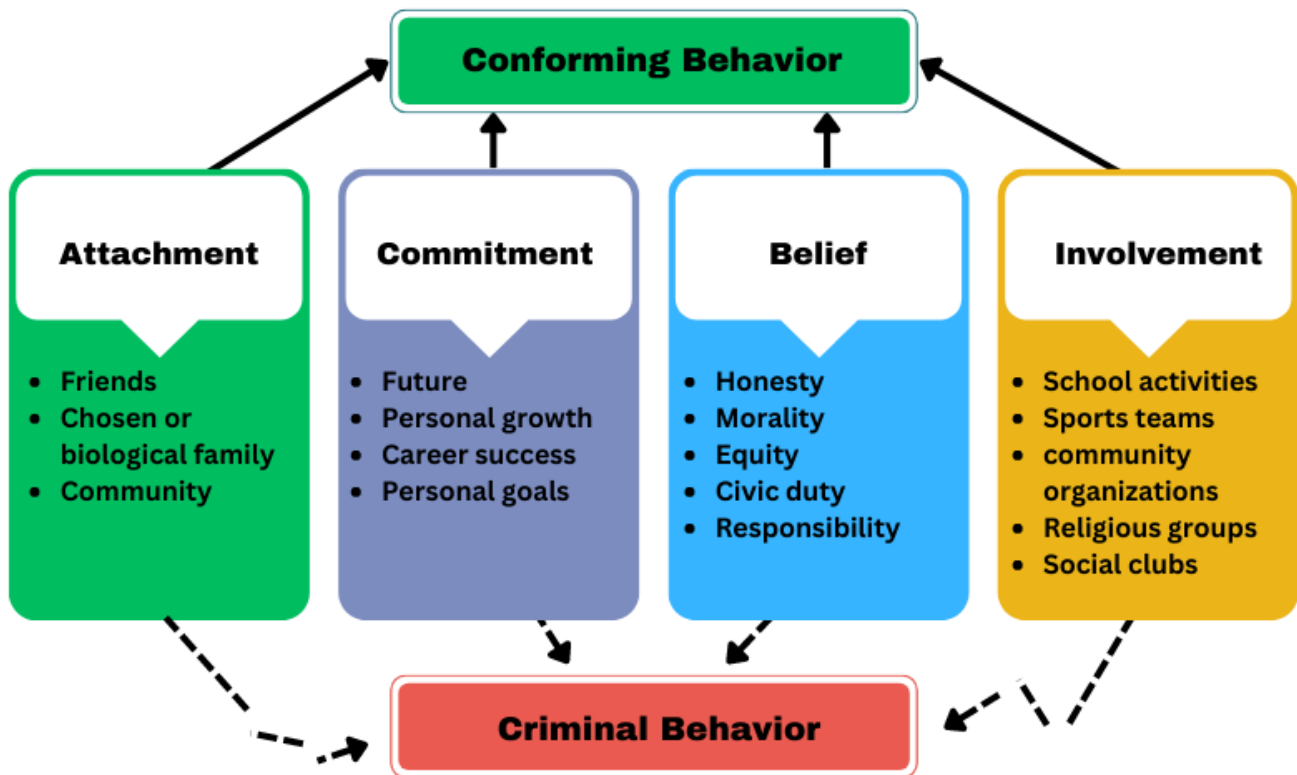 Conforming Behavior
Attachment
• Friends
• Chosen or
biological family
• Community
Commitment
• Future
• Personal growth
• Career success
• Personal goals
Belief
• Honesty
• Morality
• Equity
• Civic duty
• Responsibility
Involvement
• School activities
• Sports teams
• community
organizations
• Religious groups
• Social clubs
Criminal Behavior